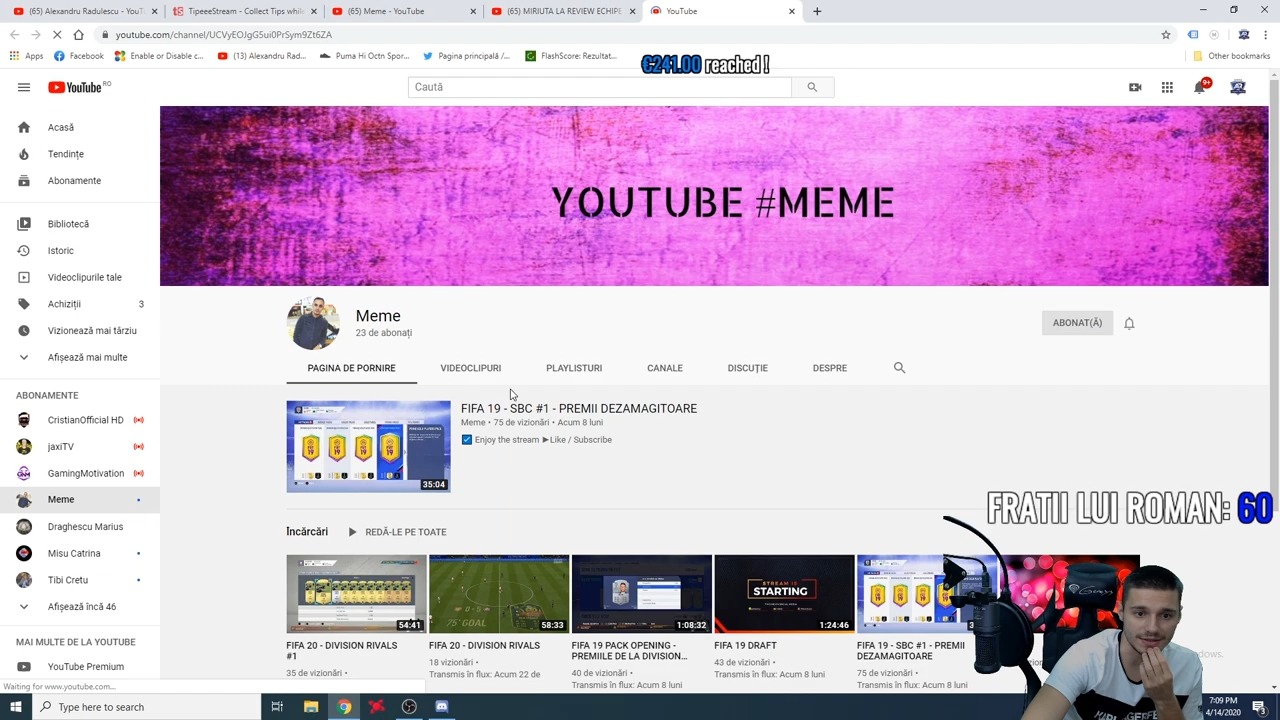 (65) Alexandru Radulescu - YouT
TipeeeStream - Collect Tips while
(65) Meme - YouTube
(65) MIRIUTA LA REVIEW ECHIPE
YouTube
youtube.com/channel/UCVyEOJgG5ui0PrSym9Zt6ZA
Apps
Facebook
Enable or Disable c...
(1) Alexandru Radu...
Puma Hi Octn Spor...
Pagina principală /...
FlashScore: Rezultat...
Other bookmarks
€241.00 reached !
YouTube RO
Caută
9+
Acasă
Tendințe
Abonamente
Bibliotecă
Istoric
Videoclipurile tale
Achiziții 3
Vizionează mai târziu
Afișează mai multe
ABONAMENTE
CristianOfficial HD.
jaxiTV
GamingMotivation
Meme
Draghescu Marius
Misu Catrina
Tibi Cretu
Afișează încă 46
MAI MULTE DE LA YOUTUBE
YouTube Premium
Waiting for www.youtube.com...
YOUTUBE #MEME
Meme
23 de abonați
ABONAT(Ă)
PAGINA DE PORNIRE
VIDEOCLIPURI
PLAYLISTURI
CANALE
DISCUȚIE
DESPRE
FIFA 19 - SBC #1 - PREMII DEZAMAGITOARE
Meme • 75 de vizionări • Acum 8 luni
Enjoy the stream ►Like / Subscribe
35:04
FRATII LUI ROMAN: 60
Încărcări
REDĂ-LE PE TOATE
54:41
58:33
1:08:32
STREAM IS
STARTING
1:24:46
FIFA 20 - DIVISION RIVALS
#1
35 de vizionări •
FIFA 20 - DIVISION RIVALS
18 vizionări •
Transmis în flux: Acum 22 de
FIFA 19 PACK OPENING -
PREMIILE DE LA DIVISION...
40 de vizionări •
Transmis în flux: Acum 8 luni
FIFA 19 DRAFT
43 de vizionări •
Transmis în flux: Acum 8 luni
FIFA 19 - SBC #1 - PREMII
DEZAMAGITOARE
75 de vizionări •
Transmis în flux: Acum 8 luni
Type here to search
7:09 PM
4/14/2020
3